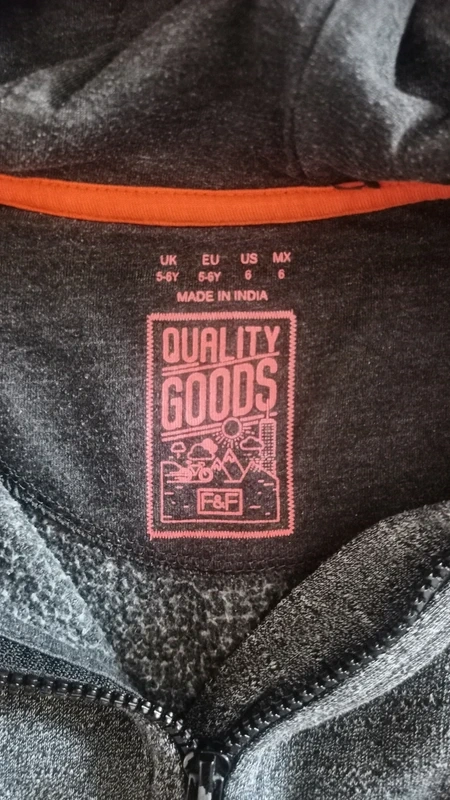 UK EU US MX
5-6Y 5-6Y 6 6
MADE IN INDIA
QUALITY
GOODS
F&F